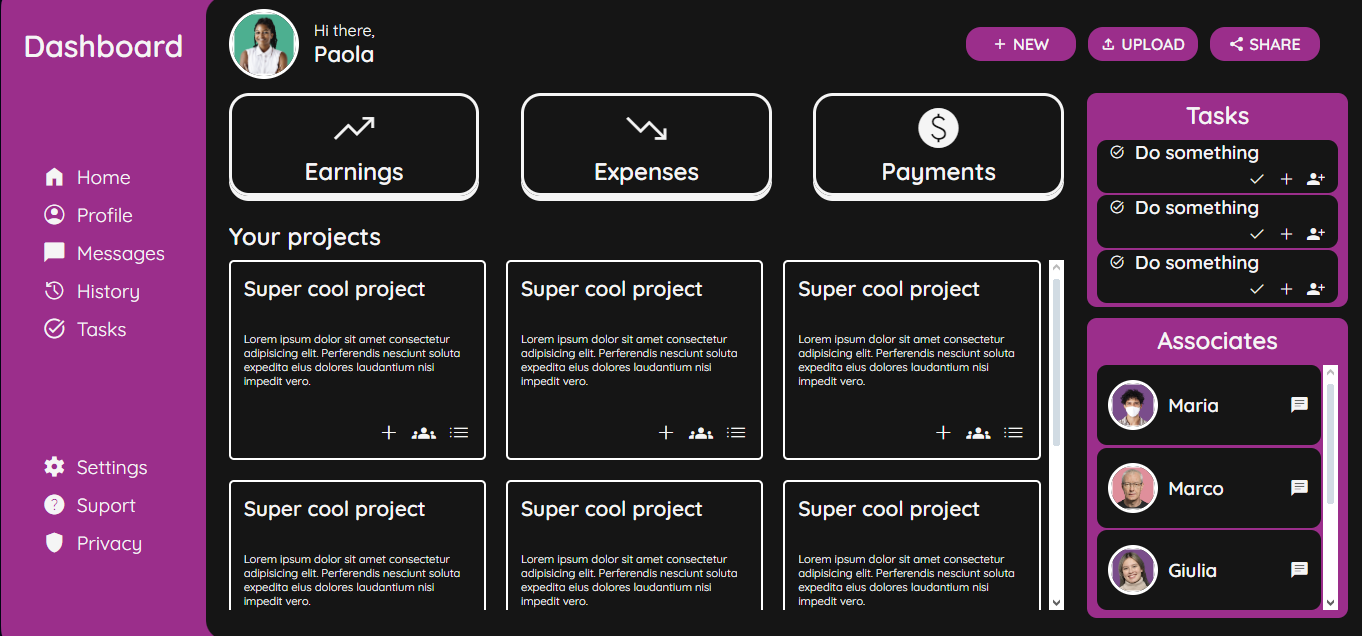 Dashboard
Home
Profile
Messages
History
Tasks
Settings
Suport
Privacy
Hi there,
Paola
NEW
UPLOAD
SHARE
Earnings
Expenses
Payments
Your projects
Super cool project
Lorem ipsum dolor sit amet consectetur
adipisicing elit. Perferendis nesciunt soluta
expedita eius dolores laudantium nisi
impedit vero.
Super cool project
Lorem ipsum dolor sit amet consectetur
adipisicing elit. Perferendis nesciunt soluta
expedita eius dolores laudantium nisi
impedit vero.
Super cool project
Lorem ipsum dolor sit amet consectetur
adipisicing elit. Perferendis nesciunt soluta
expedita eius dolores laudantium nisi
impedit vero.
Super cool project
Lorem ipsum dolor sit amet consectetur
adipisicing elit. Perferendis nesciunt soluta
expedita eius dolores laudantium nisi
impedit vero.
Super cool project
Lorem ipsum dolor sit amet consectetur
adipisicing elit. Perferendis nesciunt soluta
expedita eius dolores laudantium nisi
impedit vero.
Super cool project
Lorem ipsum dolor sit amet consectetur
adipisicing elit. Perferendis nesciunt soluta
expedita eius dolores laudantium nisi
impedit vero.
Tasks
Do something
Do something
Do something
Associates
Maria
Marco
Giulia